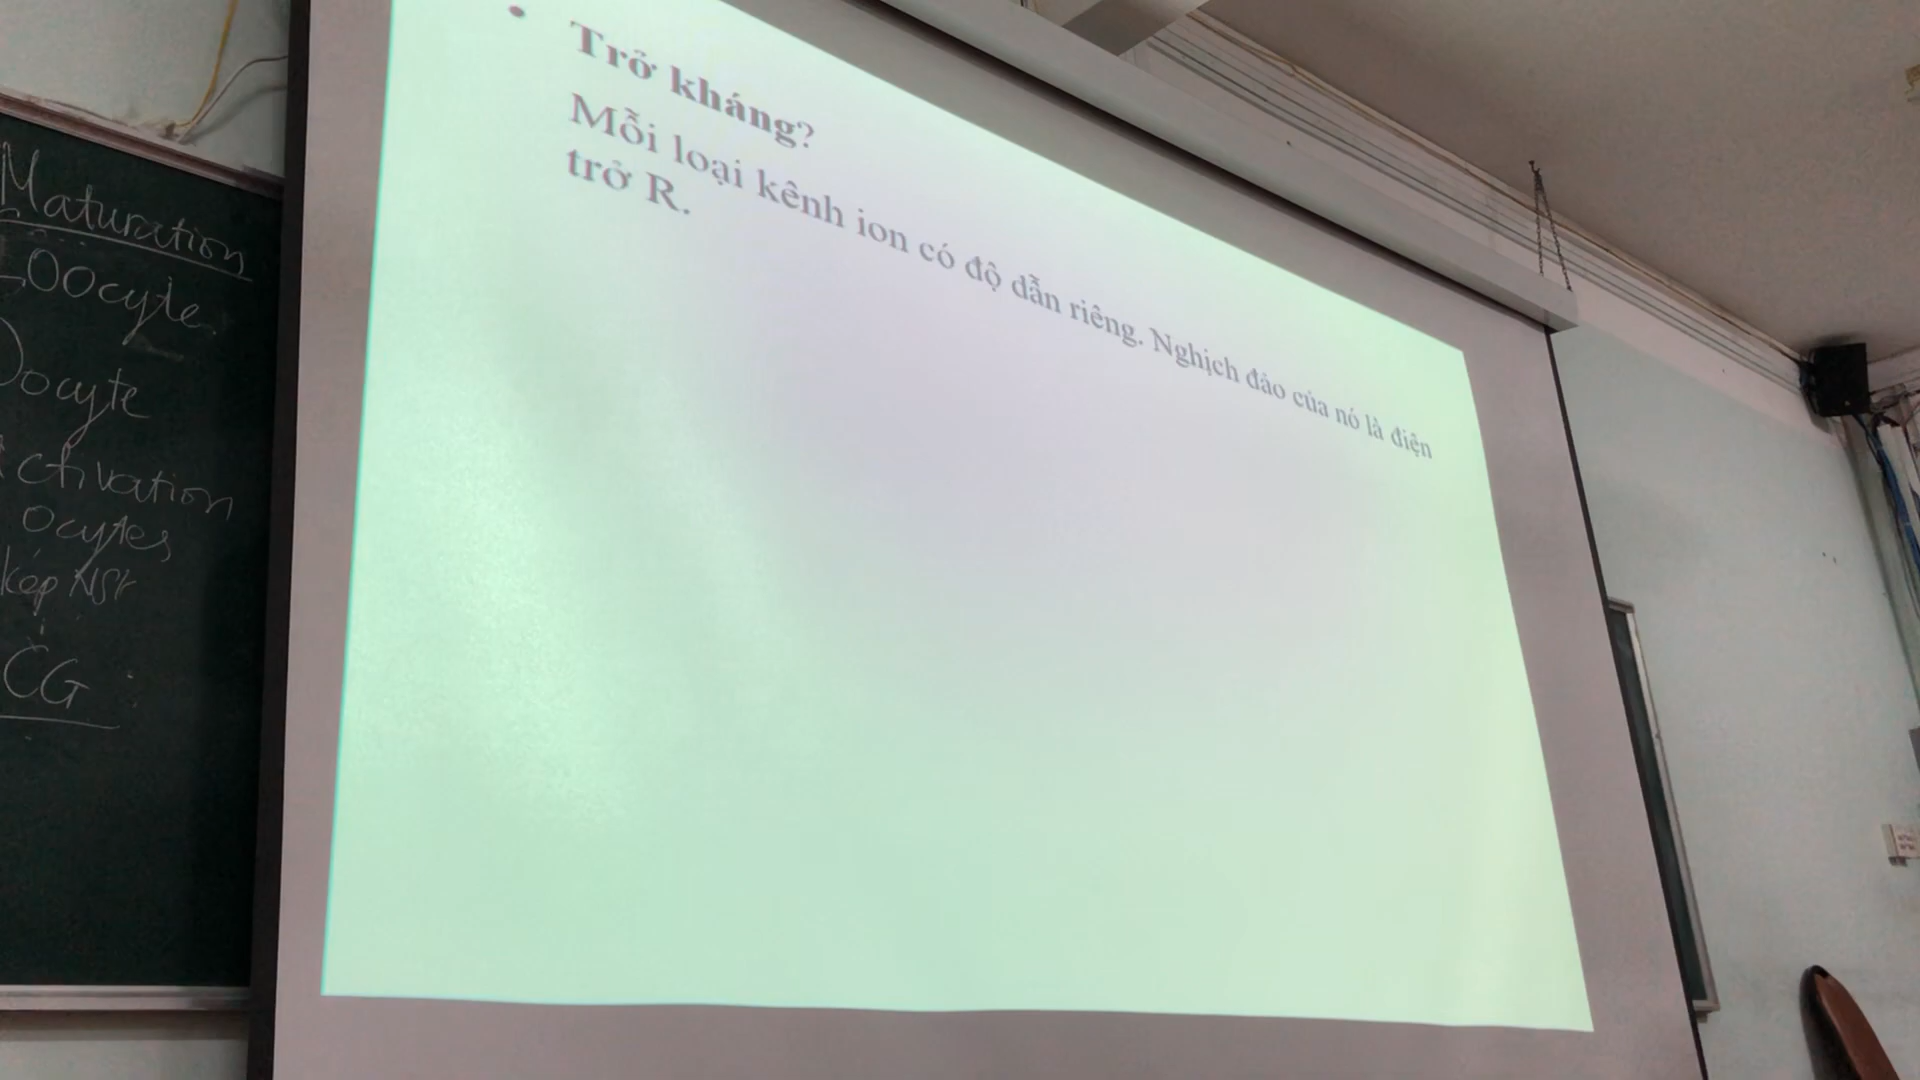 Maturation
Oocyte
Oocyte
ctivation
Ocytes
kép NST
CG
• Trở kháng?
Mỗi loại kênh ion có độ dẫn riêng. Nghịch đảo của nó là điện
trở R.